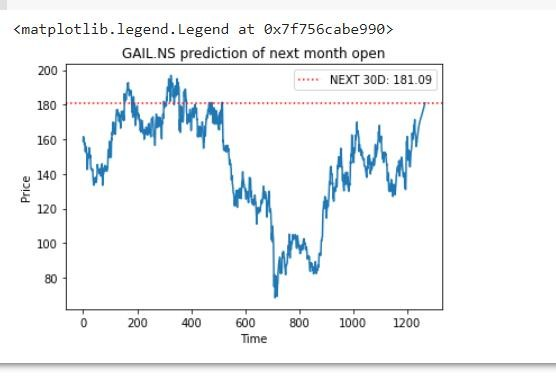 <matplotlib.legend.Legend at 0x7f756cabe990>
GAIL.NS prediction of next month open
NEXT 30D: 181.09
200
180
160
140
120
100
80
Price
0 200 400 600 800 1000 1200
Time